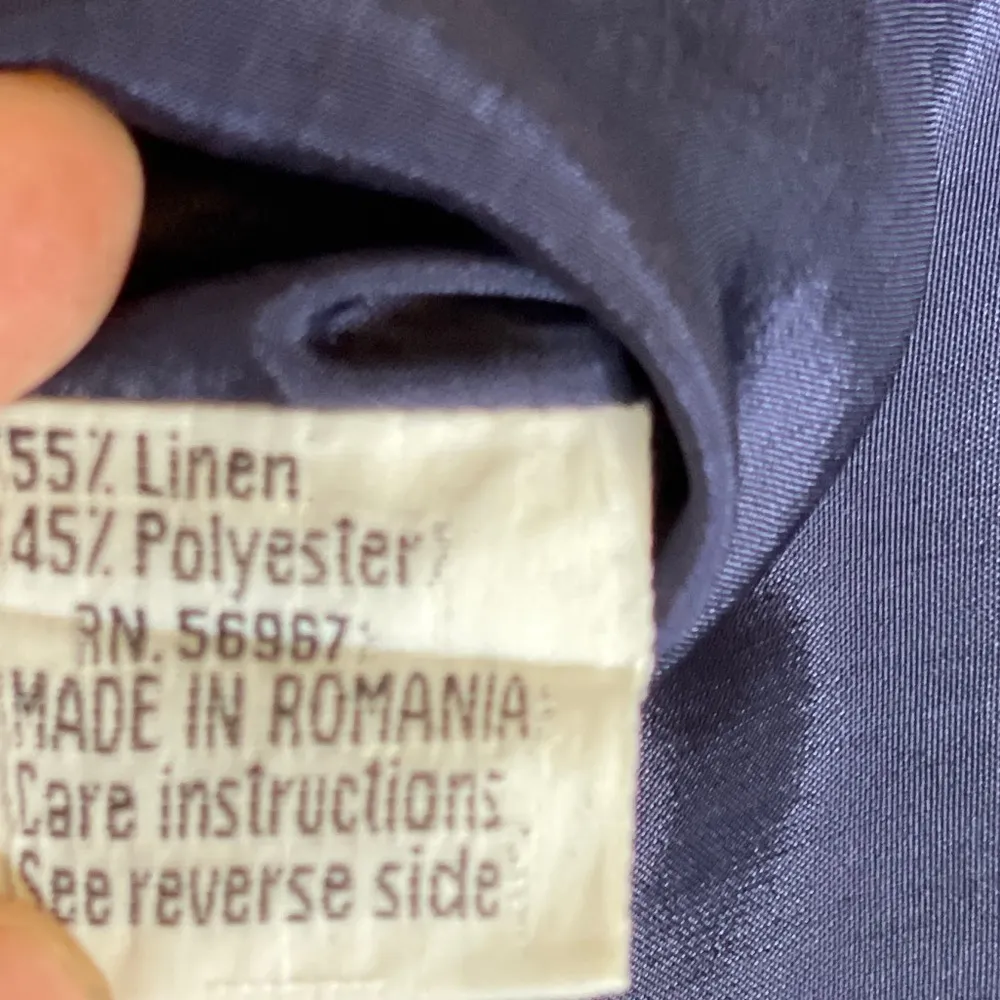 55% Linen
45% Polyester
RN. 56967
MADE IN ROMANIA
Care instructions
See reverse side